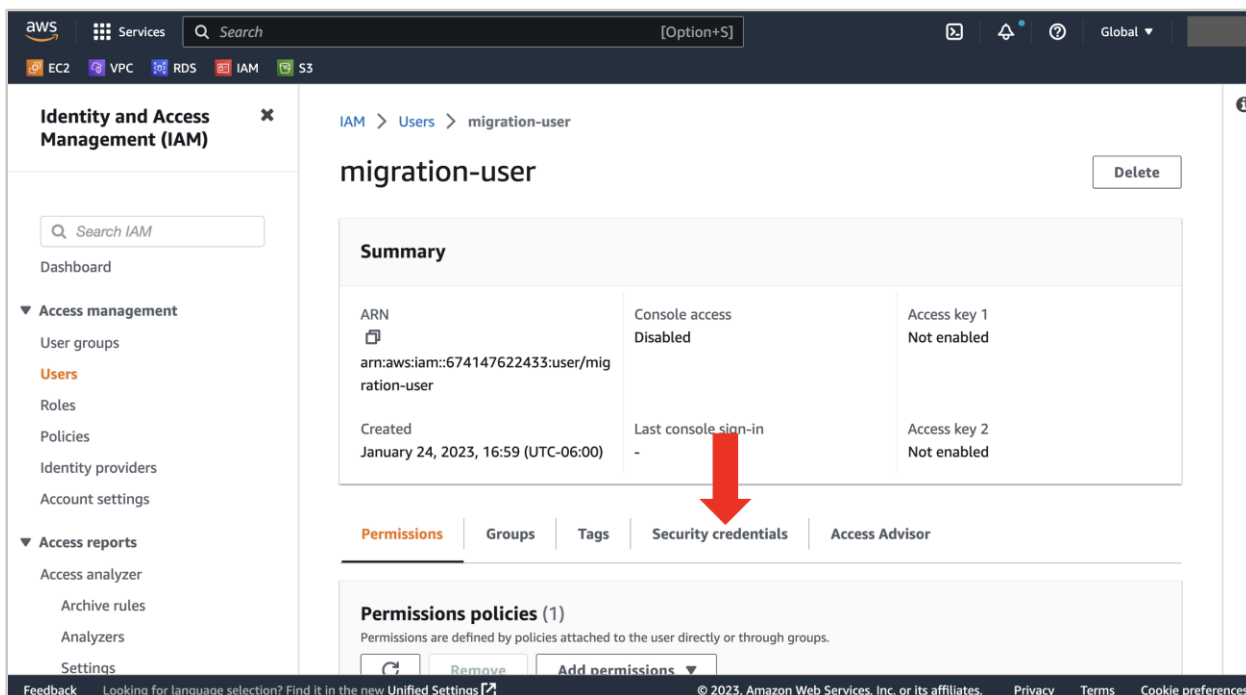 aws
Services
Search [Option+S]
Global
EC2 VPC RDS IAM S3
Identity and Access
Management (IAM)
Search IAM
Dashboard
Access management
User groups
Users
Roles
Policies
Identity providers
Account settings
Access reports
Access analyzer
Archive rules
Analyzers
Settings
IAM > Users > migration-user
migration-user
Delete
Summary
ARN
arn:aws:iam::674147622433:user/mig
ration-user
Created
January 24, 2023, 16:59 (UTC-06:00)
Console access
Disabled
Last console sign-in
-
Access key 1
Not enabled
Access key 2
Not enabled
Permissions Groups Tags Security credentials Access Advisor
Permissions policies (1)
Permissions are defined by policies attached to the user directly or through groups.
Remove Add permissions
Feedback Looking for language selection? Find it in the new Unified Settings © 2023, Amazon Web Services, Inc. or its affiliates. Privacy Terms Cookie preferences